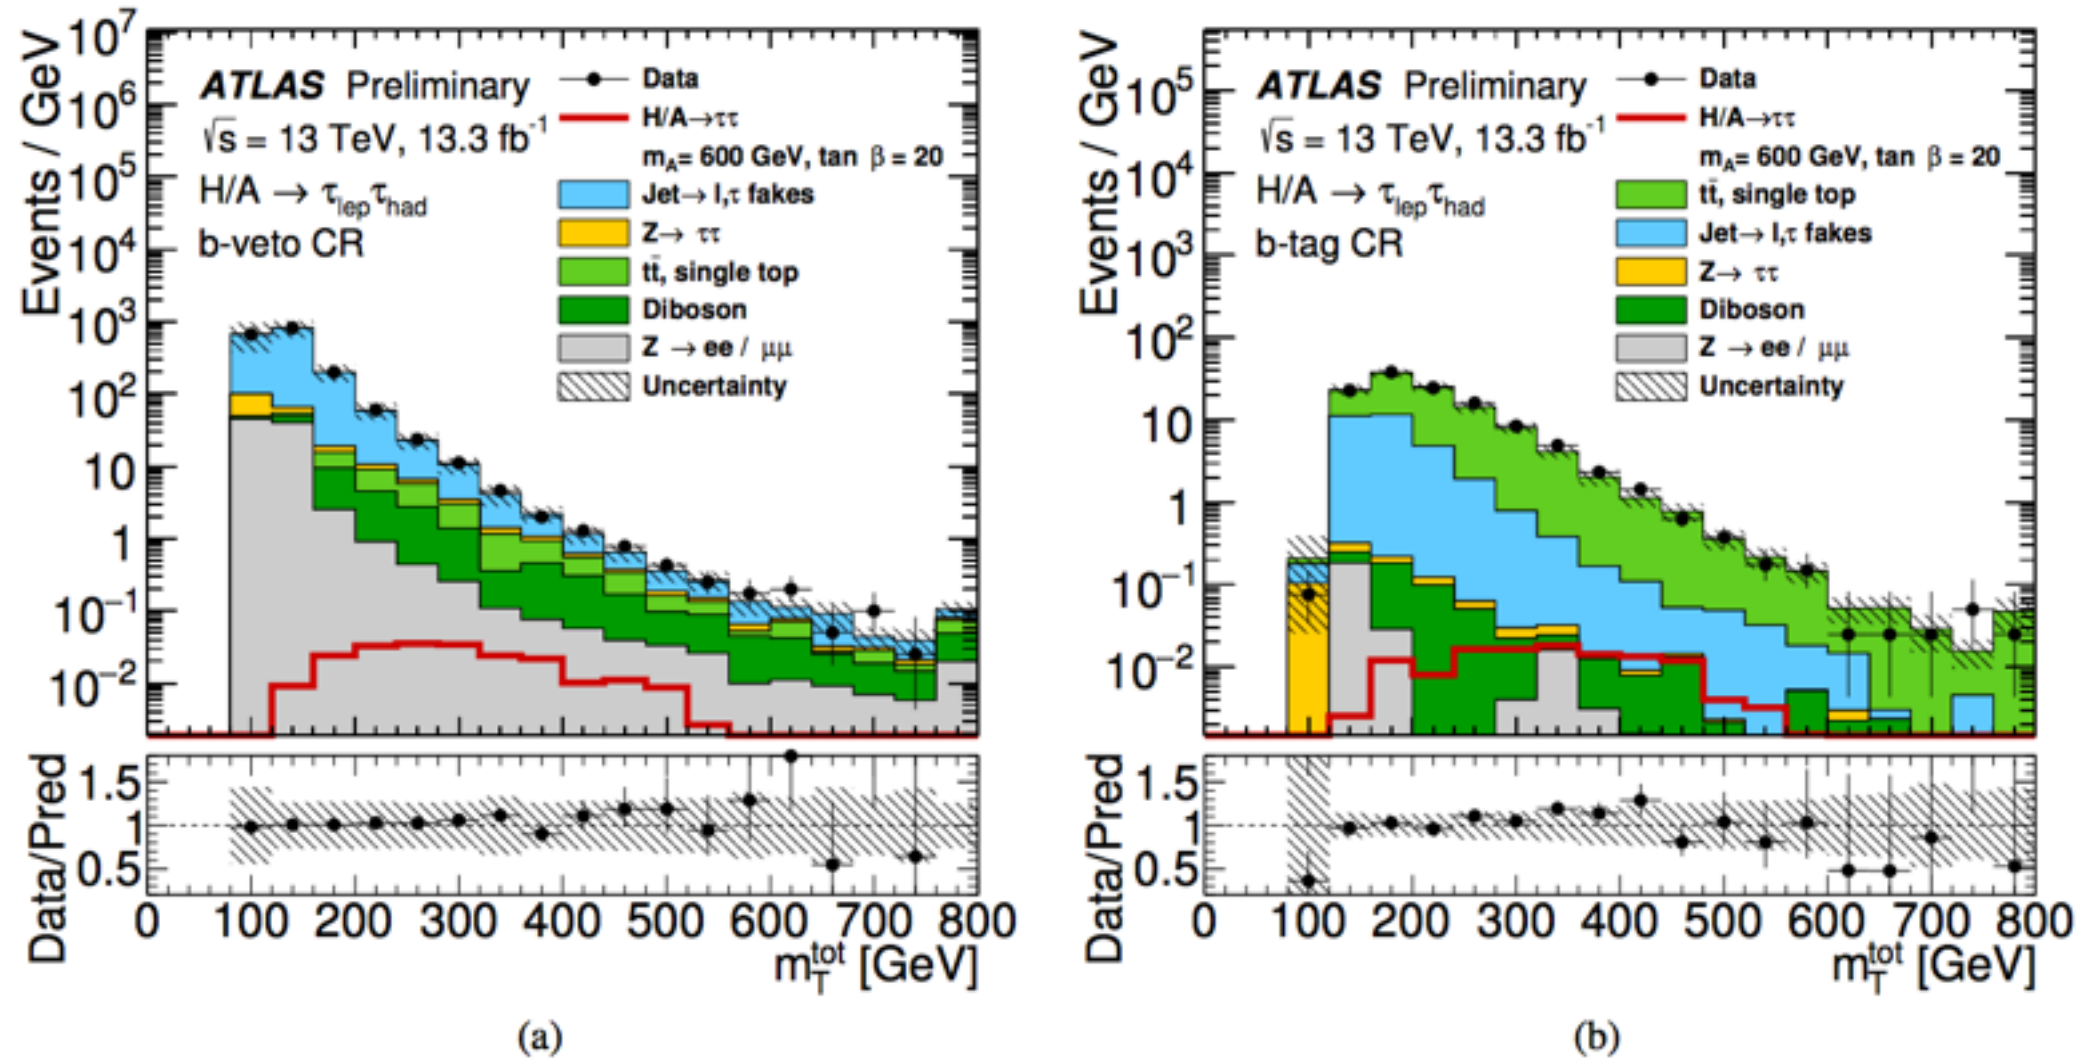 Events / GeV
10⁷
10⁶
10⁵
10⁴
10³
10²
10
1
10⁻¹
10⁻²
ATLAS Preliminary
√s = 13 TeV, 13.3 fb⁻¹
H/A → τlepτhad
b-veto CR
Data
H/A→ττ
mA= 600 GeV, tan β = 20
Jet→ l,τ fakes
Z→ ττ
tt̄, single top
Diboson
Z → ee / μμ
Uncertainty
Data/Pred
1.5
1
0.5
0 100 200 300 400 500 600 700 800
mTtot [GeV]
(a)
Events / GeV
10⁵
10⁴
10³
10²
10
1
10⁻¹
10⁻²
ATLAS Preliminary
√s = 13 TeV, 13.3 fb⁻¹
H/A → τlepτhad
b-tag CR
Data
H/A→ττ
mA= 600 GeV, tan β = 20
tt̄, single top
Jet→ l,τ fakes
Z→ ττ
Diboson
Z → ee / μμ
Uncertainty
Data/Pred
1.5
1
0.5
0 100 200 300 400 500 600 700 800
mTtot [GeV]
(b)